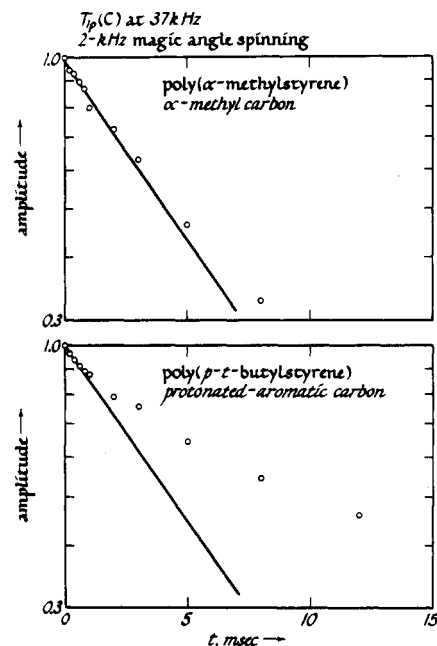 T1ρ(C) at 37kHz
2-kHz magic angle spinning
1.0
poly(α-methylstyrene)
α-methyl carbon
amplitude →
0.3
1.0
poly(p-t-butylstyrene)
protonated-aromatic carbon
amplitude →
0.3
0 5 10 15
t, msec →